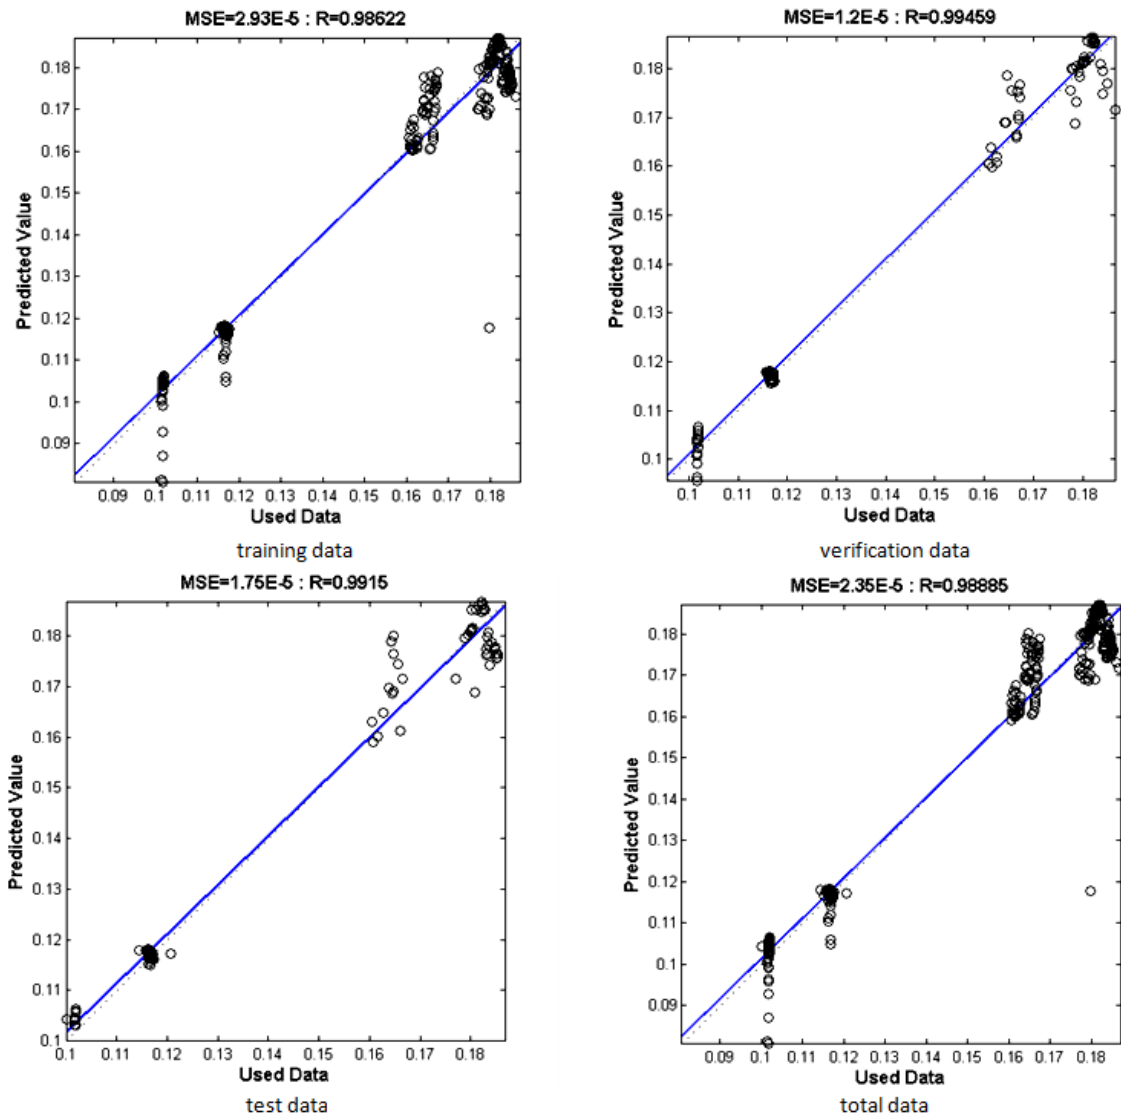 MSE=2.93E-5 : R=0.98622
0.18
0.17
0.16
0.15
0.14
0.13
0.12
0.11
0.1
0.09
Predicted Value
0.09 0.1 0.11 0.12 0.13 0.14 0.15 0.16 0.17 0.18
Used Data
training data
MSE=1.2E-5 : R=0.99459
0.18
0.17
0.16
0.15
0.14
0.13
0.12
0.11
0.1
Predicted Value
0.1 0.11 0.12 0.13 0.14 0.15 0.16 0.17 0.18
Used Data
verification data
MSE=1.75E-5 : R=0.9915
0.18
0.17
0.16
0.15
0.14
0.13
0.12
0.11
0.1
Predicted Value
0.1 0.11 0.12 0.13 0.14 0.15 0.16 0.17 0.18
Used Data
test data
MSE=2.35E-5 : R=0.98885
0.18
0.17
0.16
0.15
0.14
0.13
0.12
0.11
0.1
0.09
Predicted Value
0.09 0.1 0.11 0.12 0.13 0.14 0.15 0.16 0.17 0.18
Used Data
total data